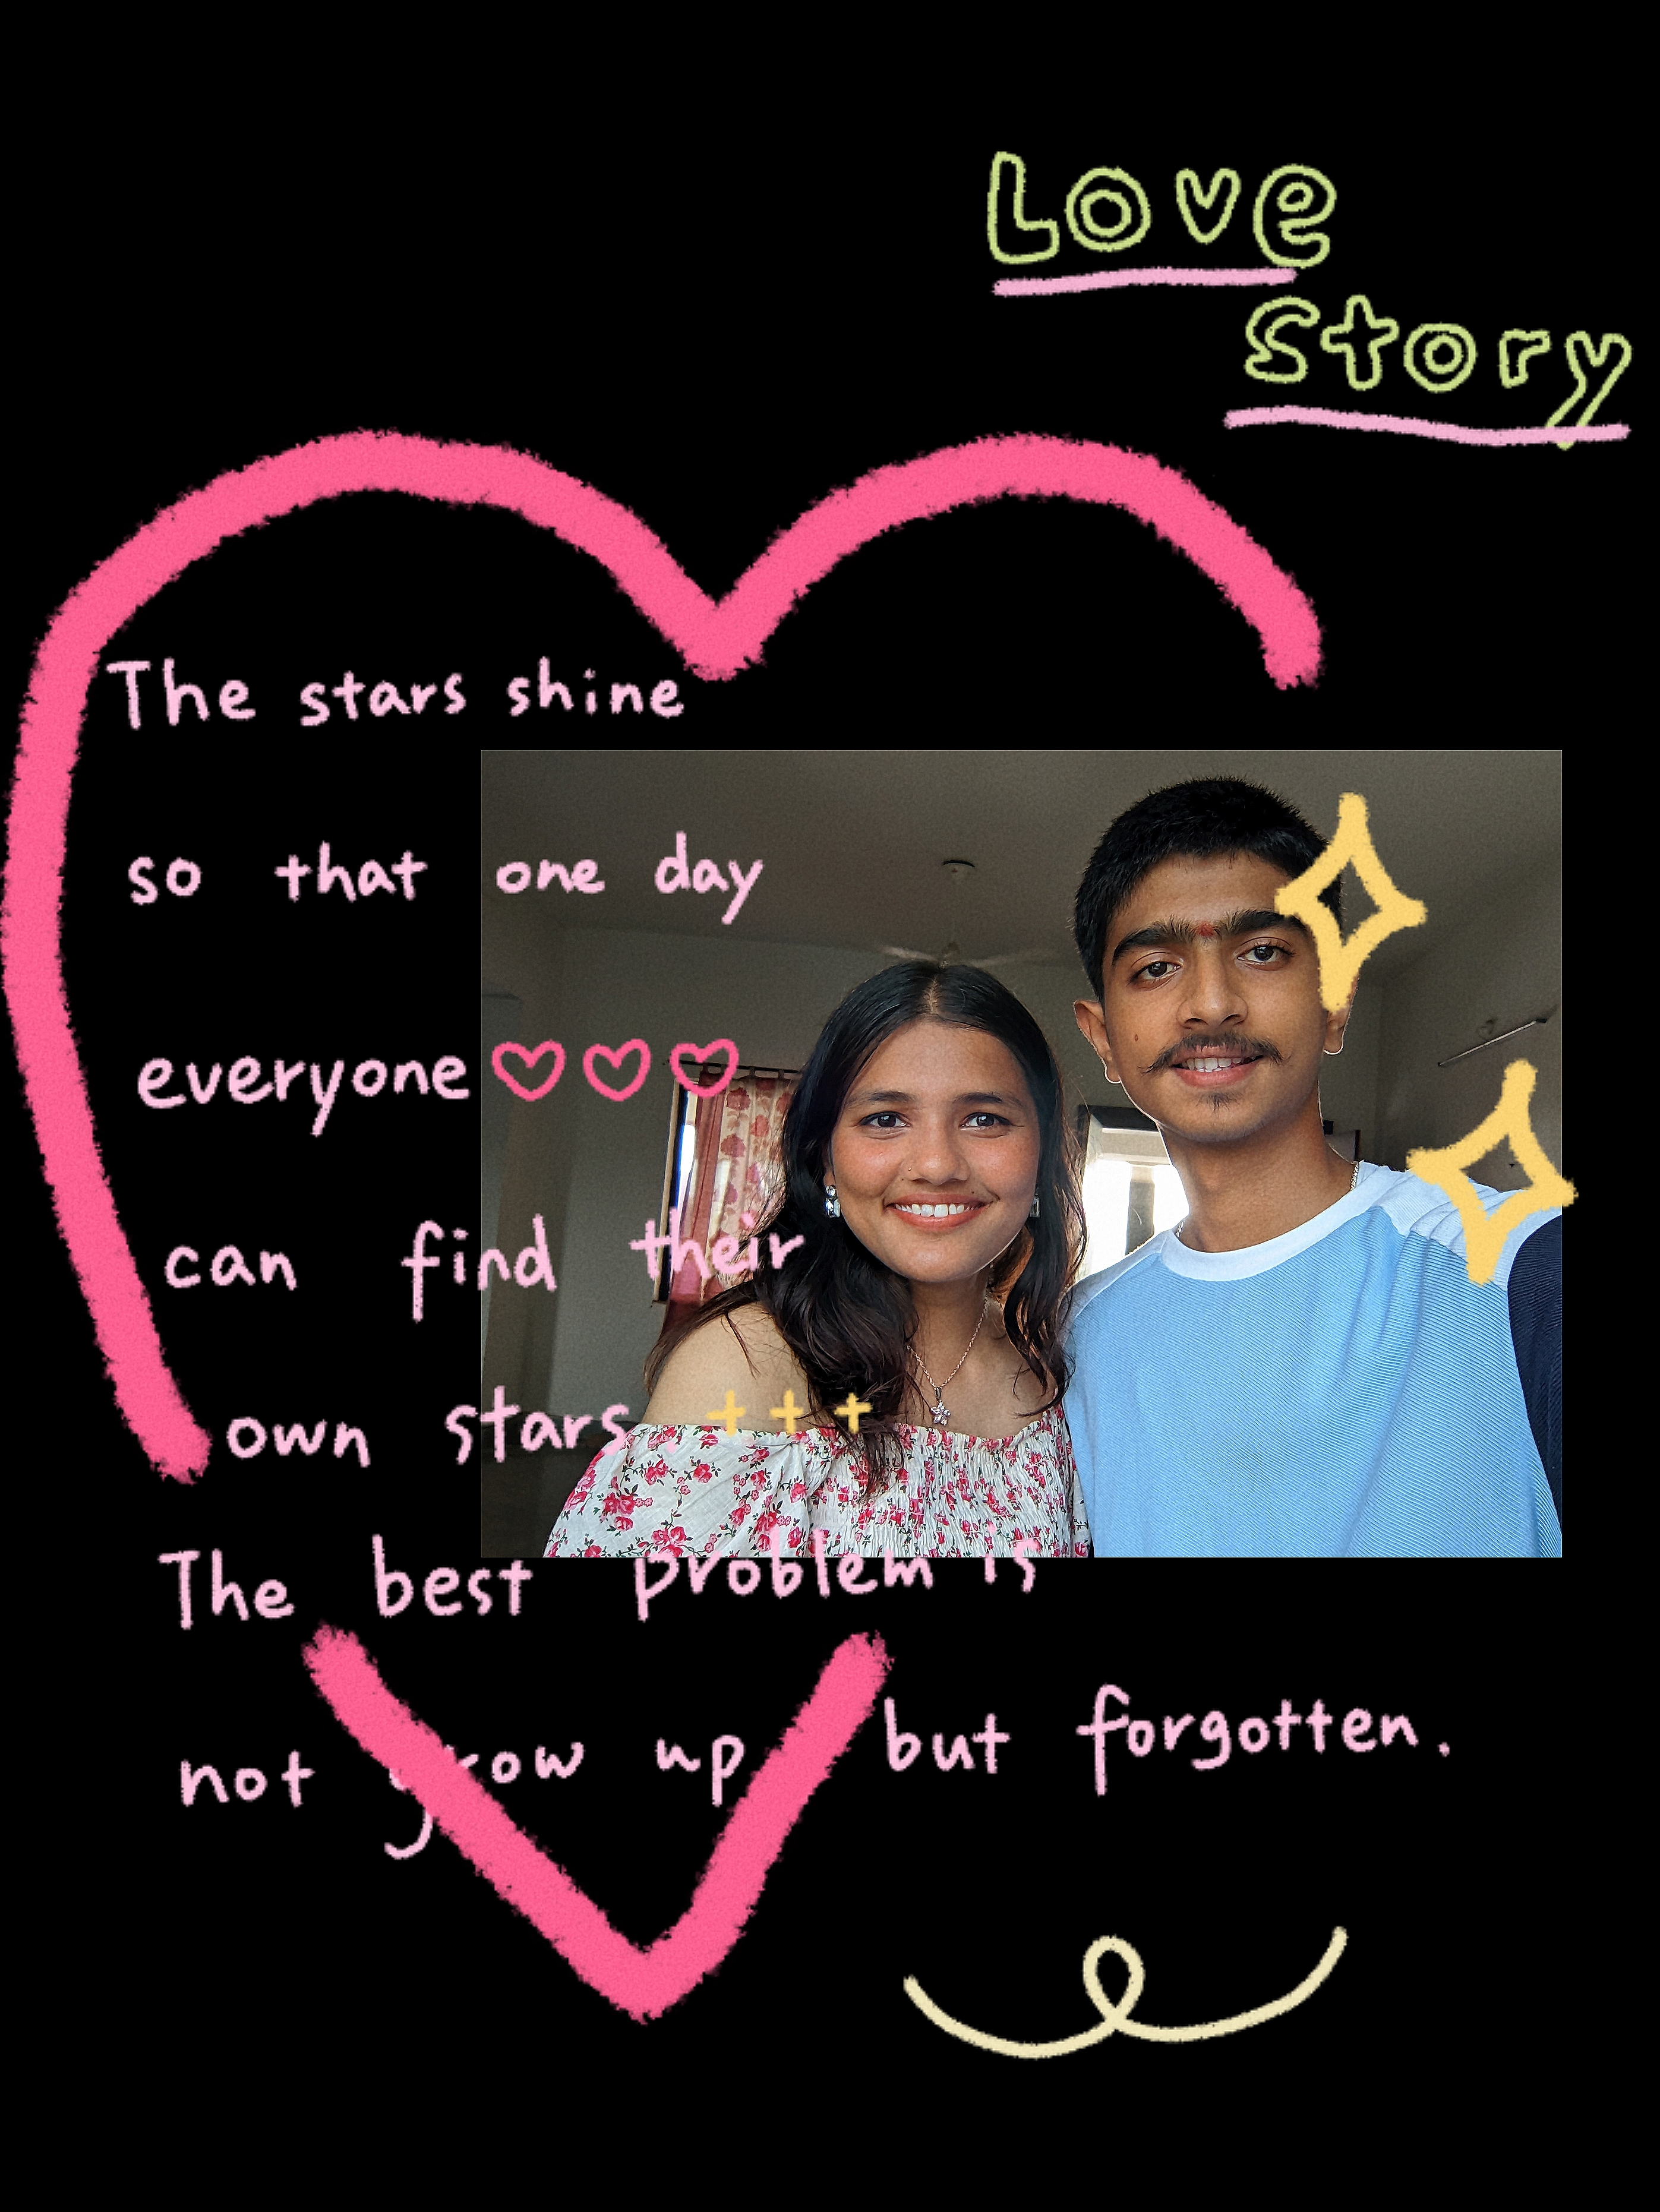 Love
Story
The stars shine
so that one day
everyone
can find their
own stars.
The best problem is
not grow up but forgotten.